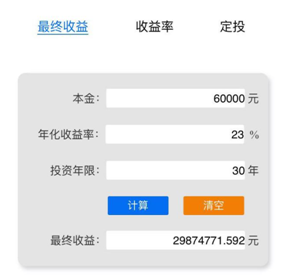 最终收益 收益率 定投
本金： 60000 元
年化收益率： 23 %
投资年限： 30 年
计算 清空
最终收益： 29874771.592 元